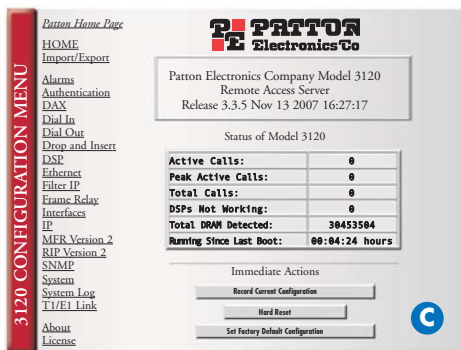 3120 CONFIGURATION MENU
Patton Home Page
HOME
Import/Export
Alarms
Authentication
DAX
Dial In
Dial Out
Drop and Insert
DSP
Ethernet
Filter IP
Frame Relay
Interfaces
IP
MFR Version 2
RIP Version 2
SNMP
System
System Log
T1/E1 Link
About
License
PE PATTON
Electronics Co
Patton Electronics Company Model 3120
Remote Access
Server
Release 3.3.5 Nov 13 2007 16:27:17
Status of Model
3120
Active Calls: 0
Peak Active Calls: 0
Total Calls: 0
DSPs Not Working: 0
Total DRAM Detected: 30453504
Running Since Last Boot: 00:04:24 hours
Immediate Actions
Record Current Configuration
Hard Reset
Set Factory Default Configuration
C